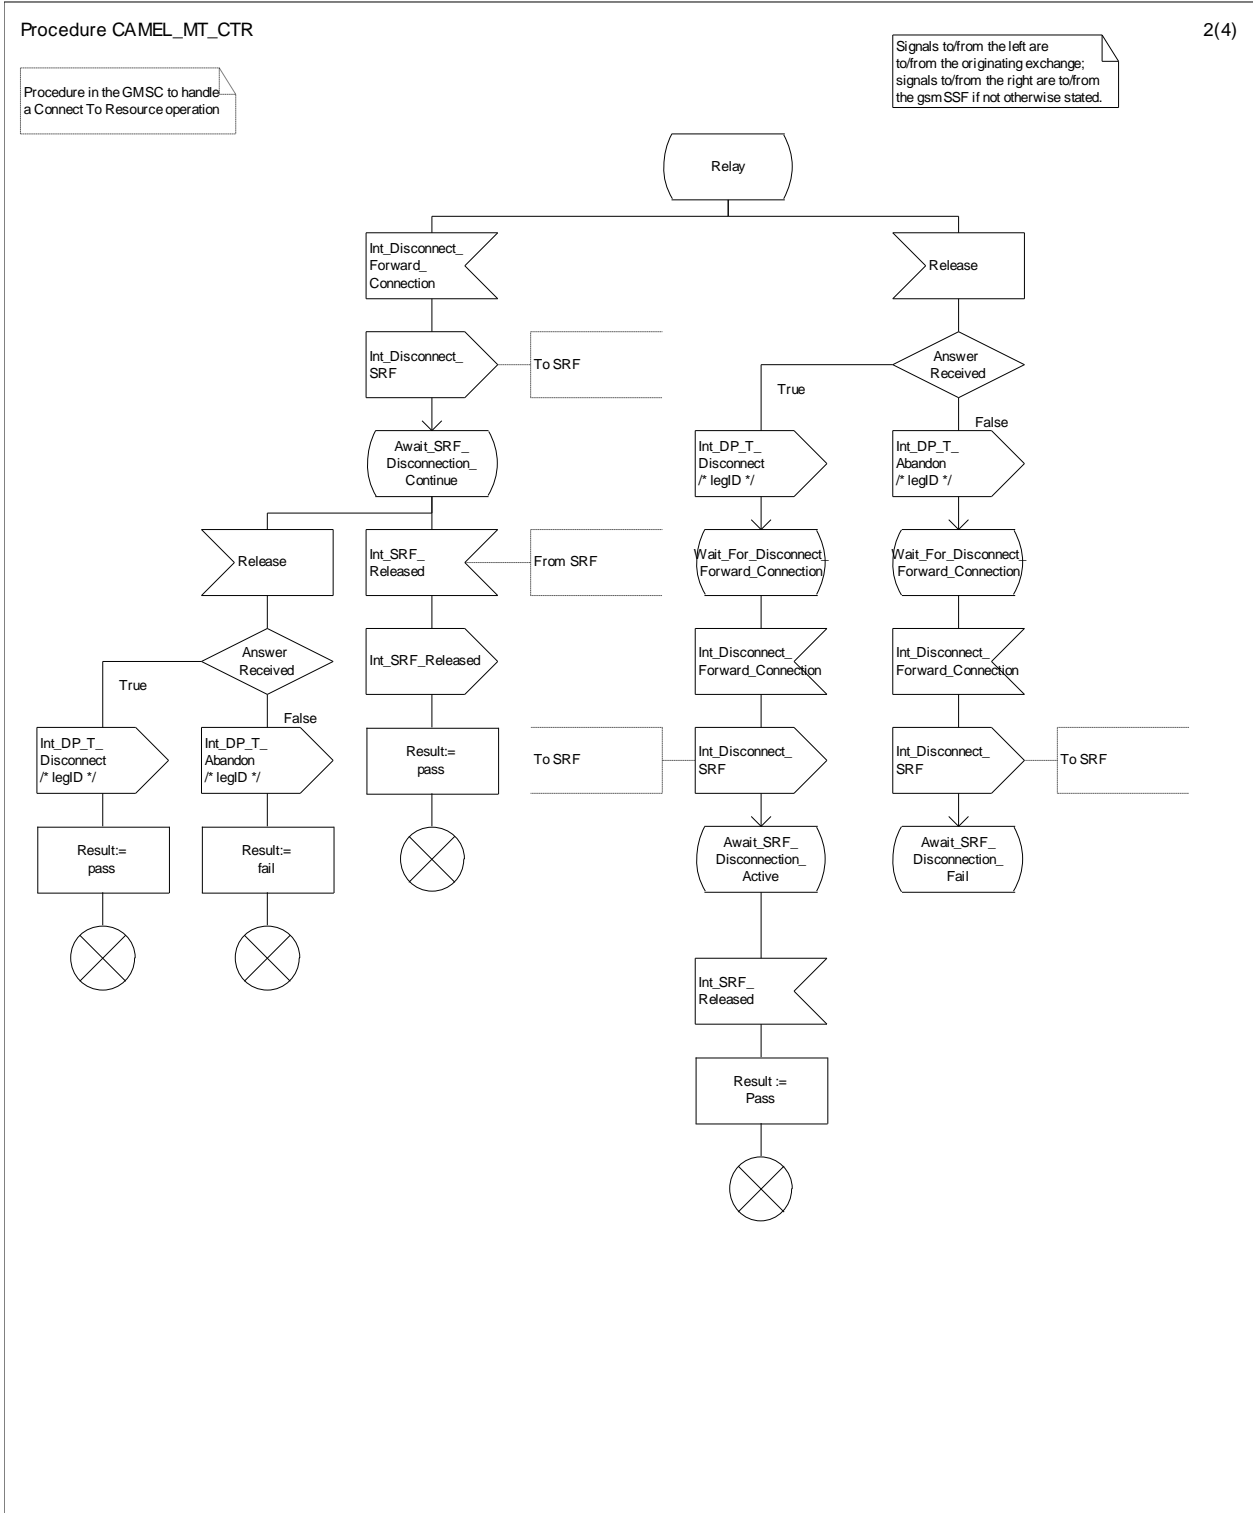 Procedure CAMEL_MT_CTR
2(4)
Signals to/from the left are
to/from the originating exchange;
signals to/from the right are to/from
the gsmSSF if not otherwise stated.
Procedure in the GMSC to handle
a Connect To Resource operation
Relay
Int_Disconnect_
Forward_
Connection
Release
Int_Disconnect_
SRF
To SRF
Answer
Received
True
False
Await_SRF_
Disconnection_
Continue
Int_DP_T_
Disconnect
/* legID */
Int_DP_T_
Abandon
/* legID */
Release
Int_SRF_
Released
From SRF
Wait_For_Disconnect_
Forward_Connection
Wait_For_Disconnect_
Forward_Connection
Answer
Received
True
False
Int_SRF_Released
Int_Disconnect_
Forward_Connection
Int_Disconnect_
Forward_Connection
Int_DP_T_
Disconnect
/* legID */
Int_DP_T_
Abandon
/* legID */
Result:=
pass
To SRF
Int_Disconnect_
SRF
Int_Disconnect_
SRF
To SRF
Result:=
pass
Result:=
fail
Await_SRF_
Disconnection_
Active
Await_SRF_
Disconnection_
Fail
Int_SRF_
Released
Result :=
Pass